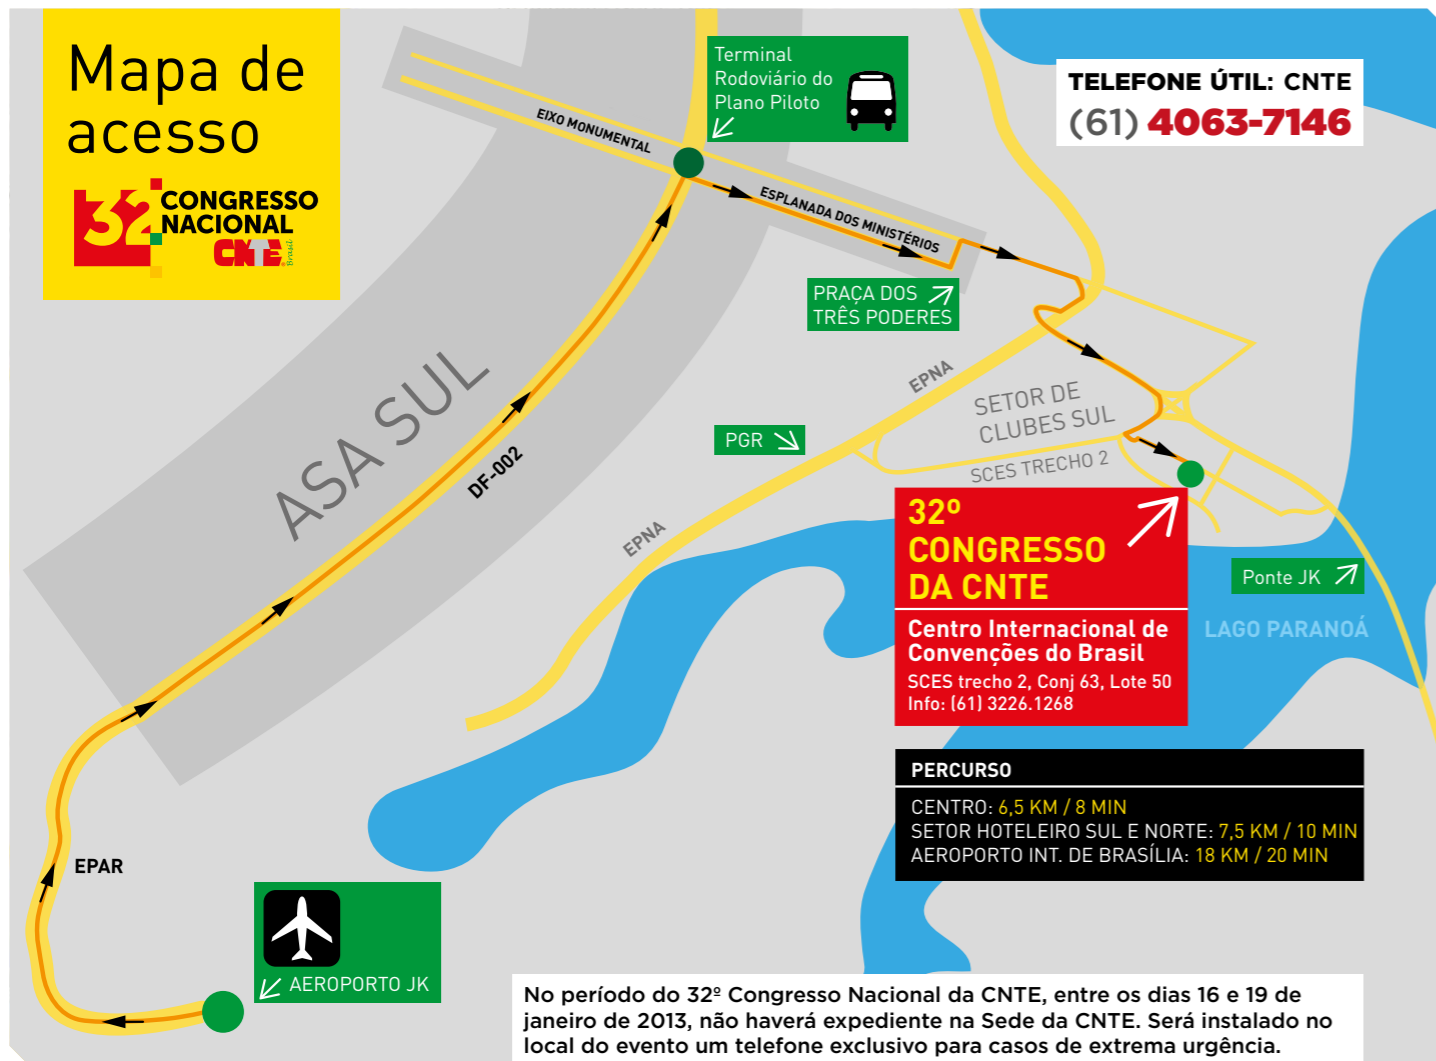 Mapa de
acesso
32
CONGRESSO
NACIONAL
CNTE
Brasil
Terminal
Rodoviário do
Plano Piloto
TELEFONE ÚTIL: CNTE
(61) 4063-7146
EIXO MONUMENTAL
ESPLANADA DOS MINISTÉRIOS
PRAÇA DOS
TRÊS PODERES
ASA SUL
DF-002
EPNA
SETOR DE
CLUBES SUL
PGR
SCES TRECHO 2
EPNA
32º
CONGRESSO
DA CNTE
Centro Internacional de
Convenções do Brasil
SCES trecho 2, Conj 63, Lote 50
Info: (61) 3226.1268
Ponte JK
LAGO PARANOÁ
PERCURSO
CENTRO: 6,5 KM / 8 MIN
SETOR HOTELEIRO SUL E NORTE: 7,5 KM / 10 MIN
AEROPORTO INT. DE BRASÍLIA: 18 KM / 20 MIN
EPAR
AEROPORTO JK
No período do 32º Congresso Nacional da CNTE, entre os dias 16 e 19 de
janeiro de 2013, não haverá expediente na Sede da CNTE. Será instalado no
local do evento um telefone exclusivo para casos de extrema urgência.